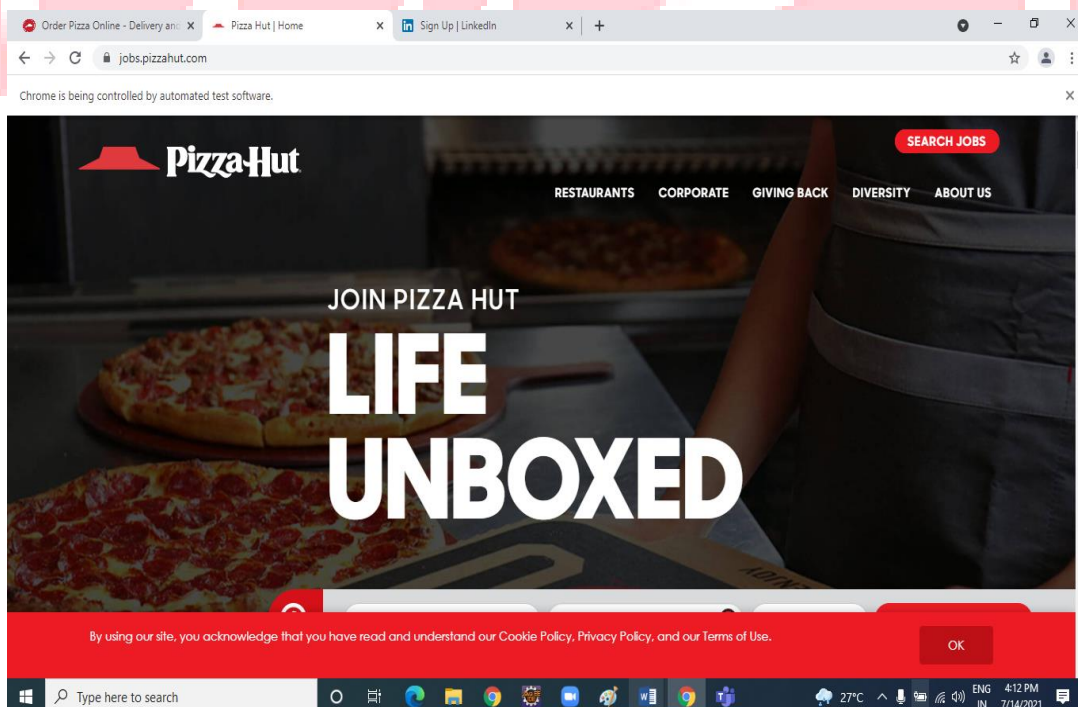 Order Pizza Online - Delivery and
Pizza Hut | Home
Sign Up | LinkedIn
jobs.pizzahut.com
Chrome is being controlled by automated test software.
Pizza Hut
SEARCH JOBS
RESTAURANTS CORPORATE GIVING BACK DIVERSITY ABOUT US
JOIN PIZZA HUT
LIFE
UNBOXED
By using our site, you acknowledge that you have read and understand our Cookie Policy, Privacy Policy, and our Terms of Use.
OK
Type here to search
27°C
ENG
IN
4:12 PM
7/14/2021